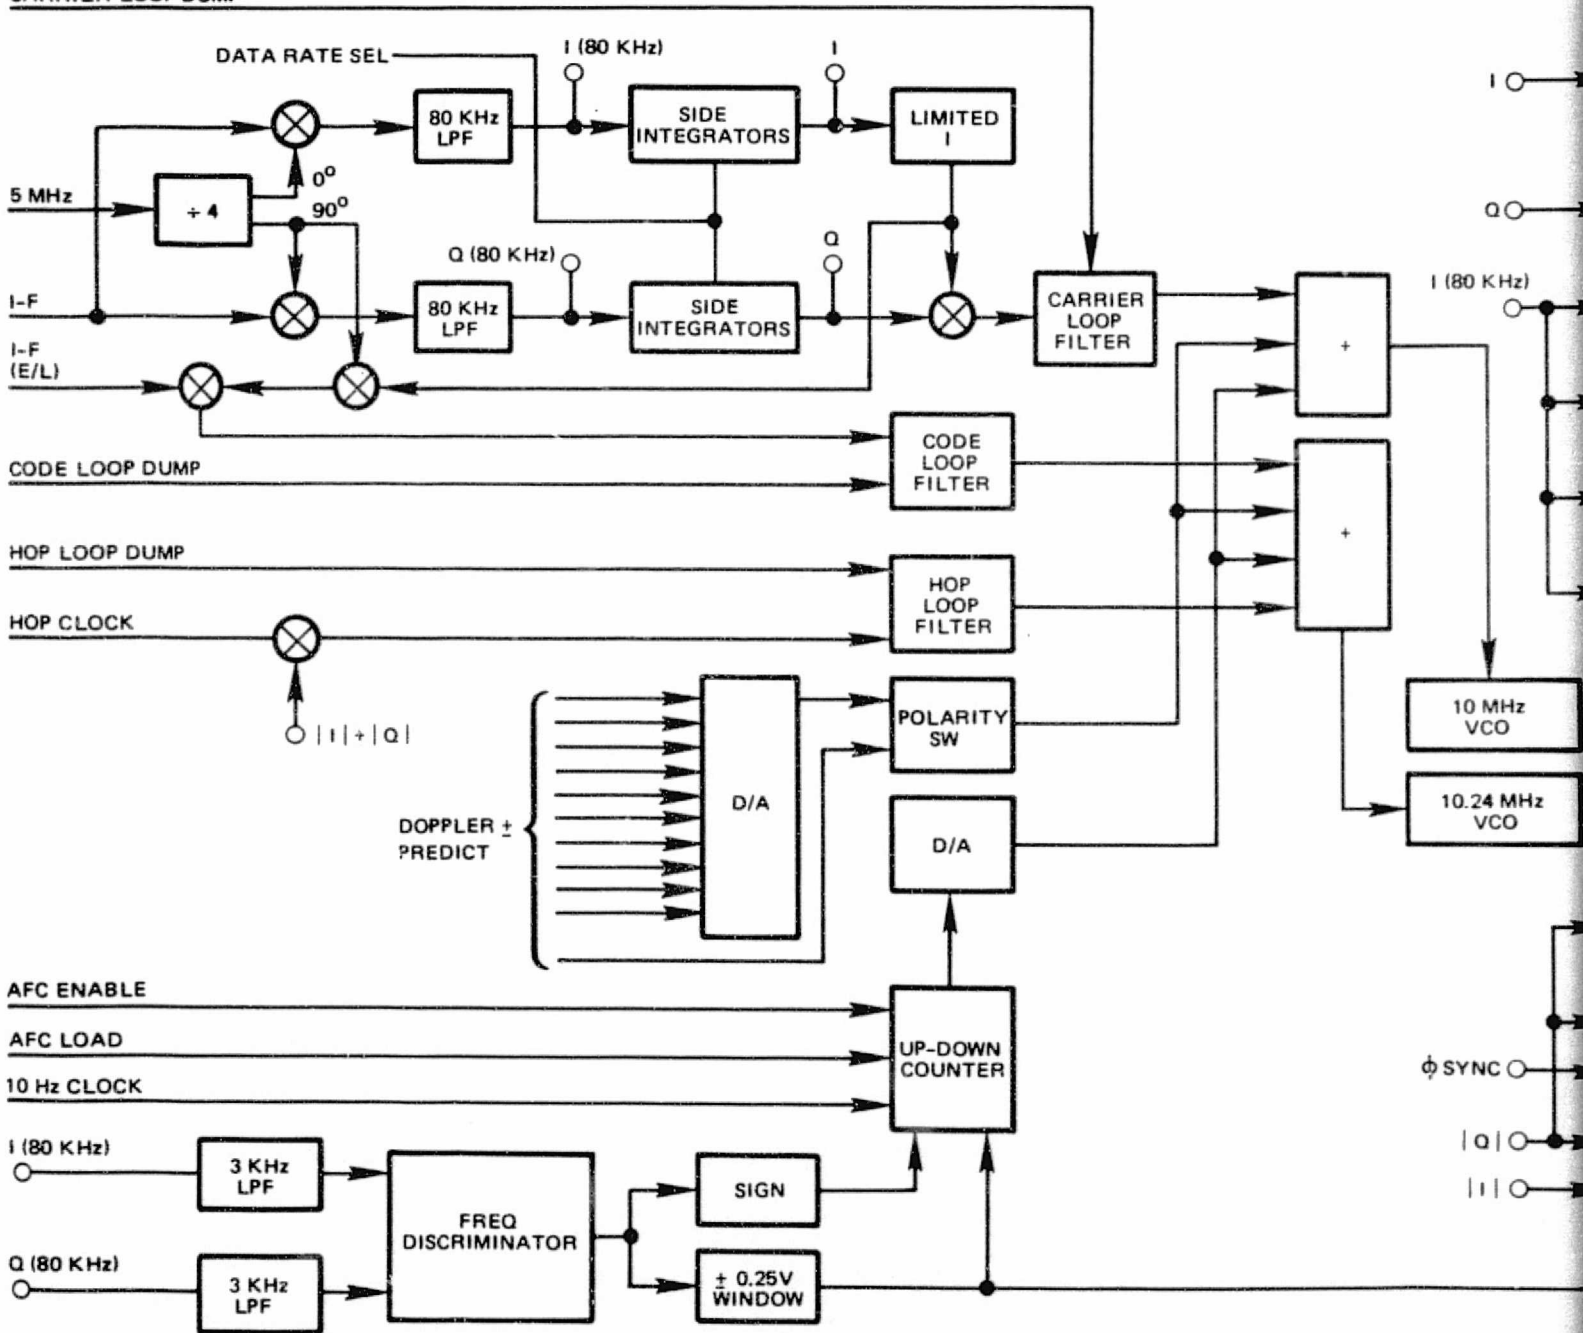 CARRIER LOOP DUMP
DATA RATE SEL
I (80 KHz)
I
80 KHz
LPF
SIDE
INTEGRATORS
LIMITED
I
I
5 MHz
÷ 4
0°
90°
Q (80 KHz)
Q
Q
I-F
80 KHz
LPF
SIDE
INTEGRATORS
CARRIER
LOOP
FILTER
+
I (80 KHz)
I-F
(E/L)
CODE LOOP DUMP
CODE
LOOP
FILTER
+
HOP LOOP DUMP
HOP CLOCK
HOP
LOOP
FILTER
|I| + |Q|
DOPPLER ±
PREDICT
D/A
POLARITY
SW
10 MHz
VCO
D/A
10.24 MHz
VCO
AFC ENABLE
AFC LOAD
10 Hz CLOCK
UP-DOWN
COUNTER
ϕ SYNC
|Q|
|I|
I (80 KHz)
3 KHz
LPF
FREQ
DISCRIMINATOR
SIGN
Q (80 KHz)
3 KHz
LPF
± 0.25V
WINDOW